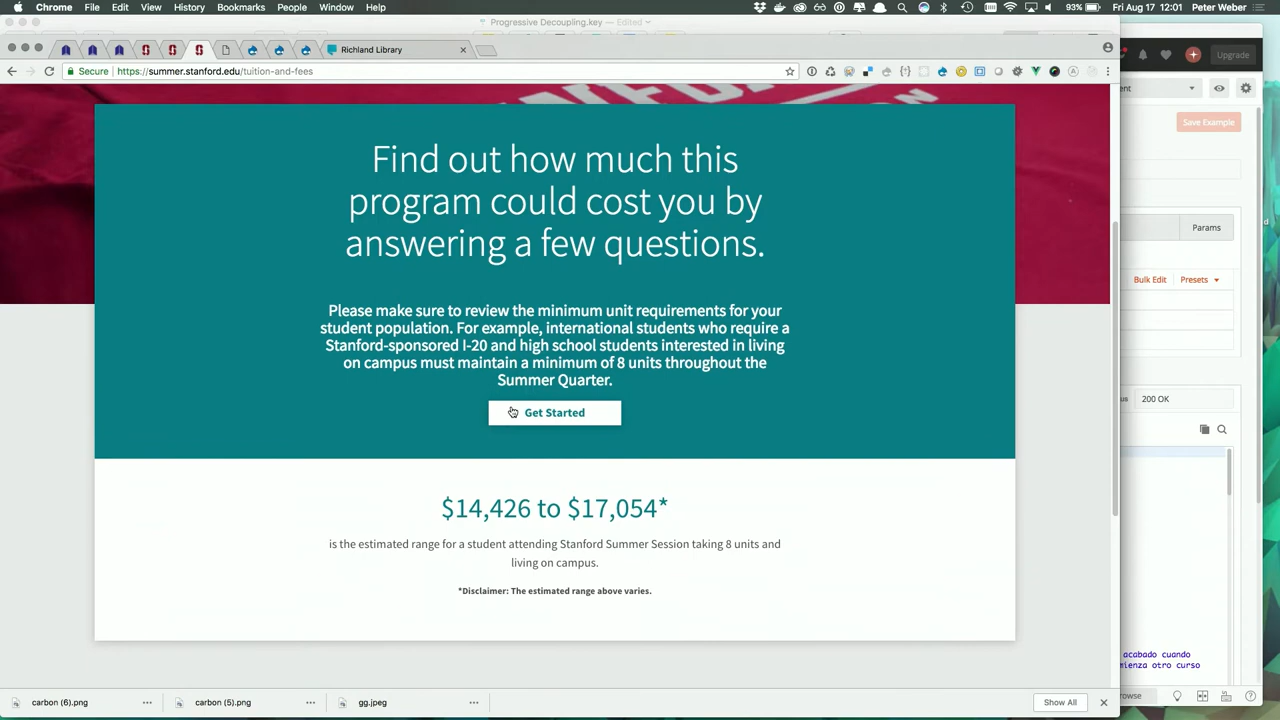 Chrome File Edit View History Bookmarks People Window Help
93% Fri Aug 17 12:01 Peter Weber
Progressive Decoupling.key — Edited
Richland Library
Secure https://summer.stanford.edu/tuition-and-fees
Upgrade
ent
Save Example
Find out how much this
program could cost you by
answering a few questions.
Params
Bulk Edit Presets
Please make sure to review the minimum unit requirements for your
student population. For example, international students who require a
Stanford-sponsored I-20 and high school students interested in living
on campus must maintain a minimum of 8 units throughout the
Summer Quarter.
Get Started
us 200 OK
$14,426 to $17,054*
is the estimated range for a student attending Stanford Summer Session taking 8 units and
living on campus.
*Disclaimer: The estimated range above varies.
acabado cuando
mienza otro curso
rowse
carbon (6).png
carbon (5).png
gg.jpeg
Show All